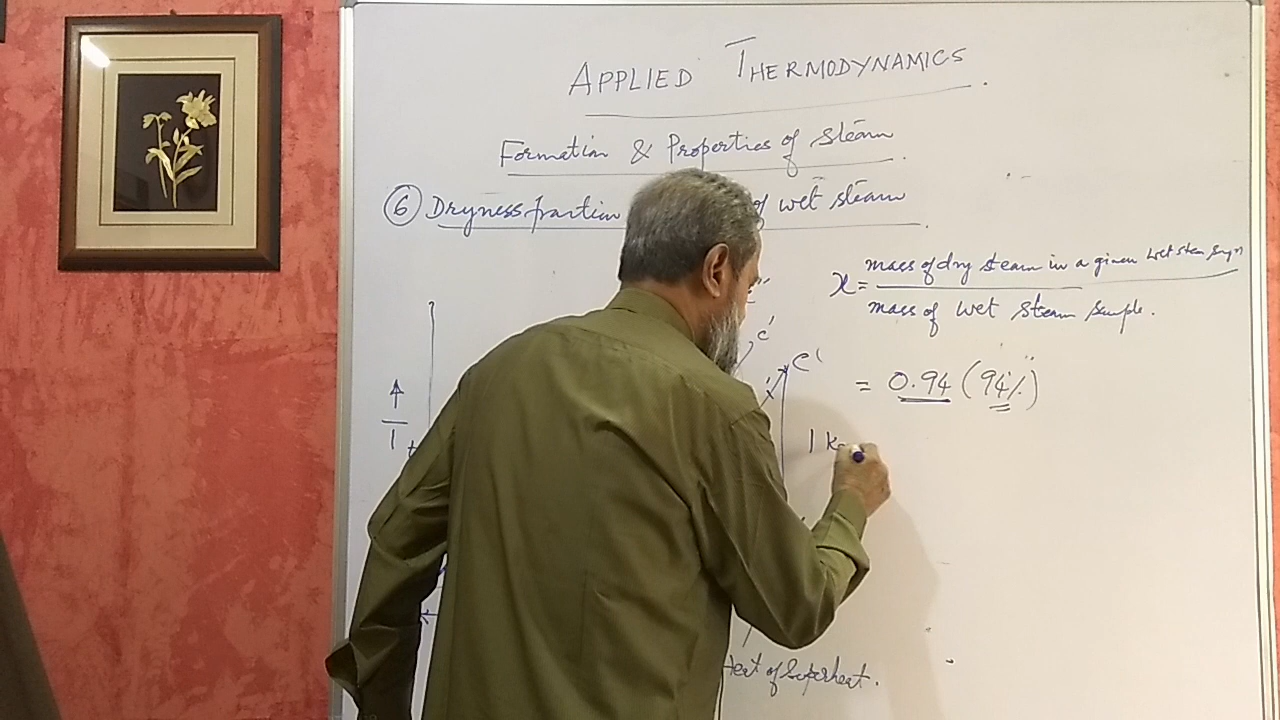 APPLIED THERMODYNAMICS.
Formation & Properties of Steam.
⑥ Dryness fraction of wet steam.
x = mass of dry steam in a given wet steam
mass of wet steam sample.
= 0.94 (94%)
c'
c'
1 k
t
Heat of Superheat.